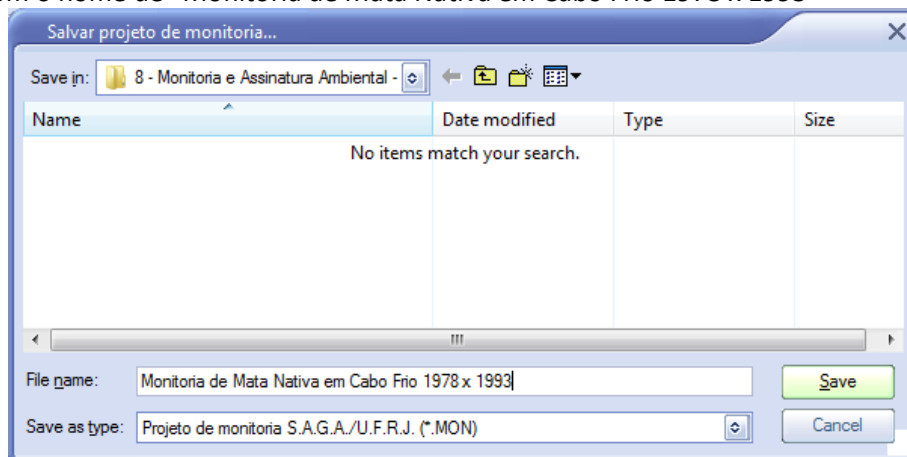 Salvar projeto de monitoria...
Save in: 8 - Monitoria e Assinatura Ambiental -
Name Date modified Type Size
No items match your search.
File name: Monitoria de Mata Nativa em Cabo Frio 1978 x 1993 Save
Save as type: Projeto de monitoria S.A.G.A./U.F.R.J. (*.MON) Cancel